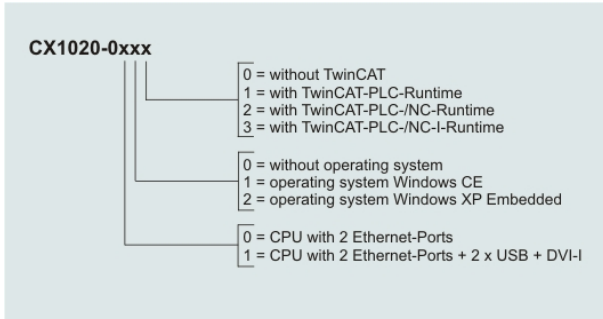 CX1020-0xxx
0 = without TwinCAT
1 = with TwinCAT-PLC-Runtime
2 = with TwinCAT-PLC-/NC-Runtime
3 = with TwinCAT-PLC-/NC-I-Runtime
0 = without operating system
1 = operating system Windows CE
2 = operating system Windows XP Embedded
0 = CPU with 2 Ethernet-Ports
1 = CPU with 2 Ethernet-Ports + 2 x USB + DVI-I